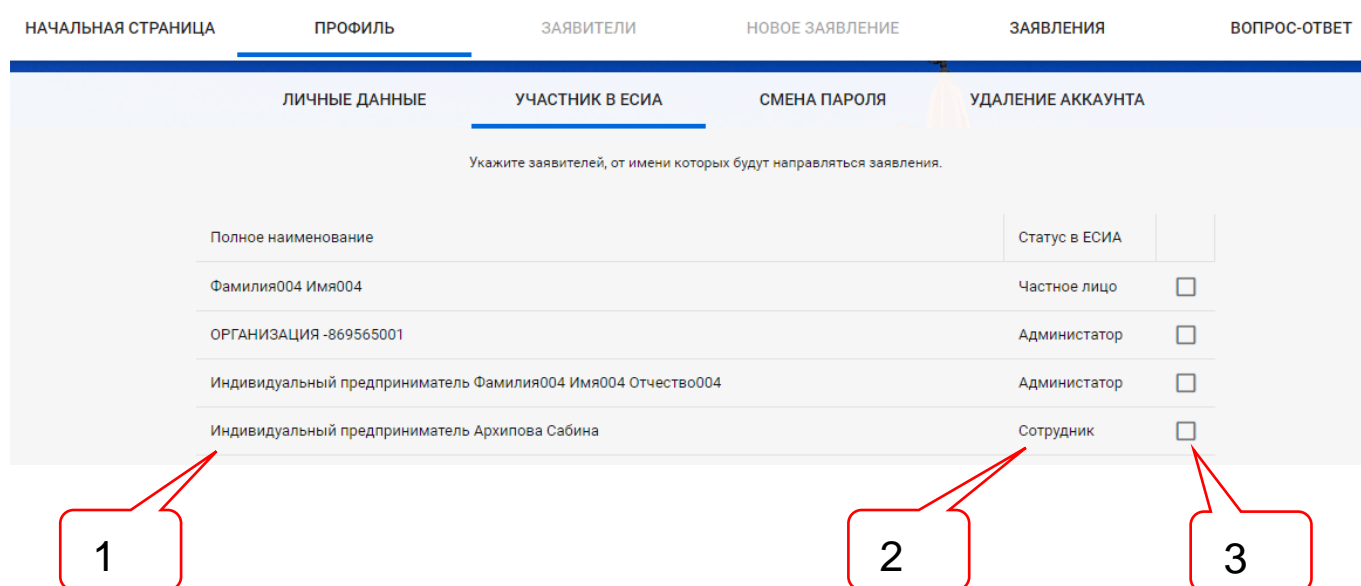 НАЧАЛЬНАЯ СТРАНИЦА ПРОФИЛЬ ЗАЯВИТЕЛИ НОВОЕ ЗАЯВЛЕНИЕ ЗАЯВЛЕНИЯ ВОПРОС-ОТВЕТ
ЛИЧНЫЕ ДАННЫЕ УЧАСТНИК В ЕСИА СМЕНА ПАРОЛЯ УДАЛЕНИЕ АККАУНТА
Укажите заявителей, от имени которых будут направляться заявления.
Полное наименование Статус в ЕСИА
Фамилия004 Имя004 Частное лицо
ОРГАНИЗАЦИЯ -869565001 Администатор
Индивидуальный предприниматель Фамилия004 Имя004 Отчество004 Администатор
Индивидуальный предприниматель Архипова Сабина Сотрудник
1 2 3